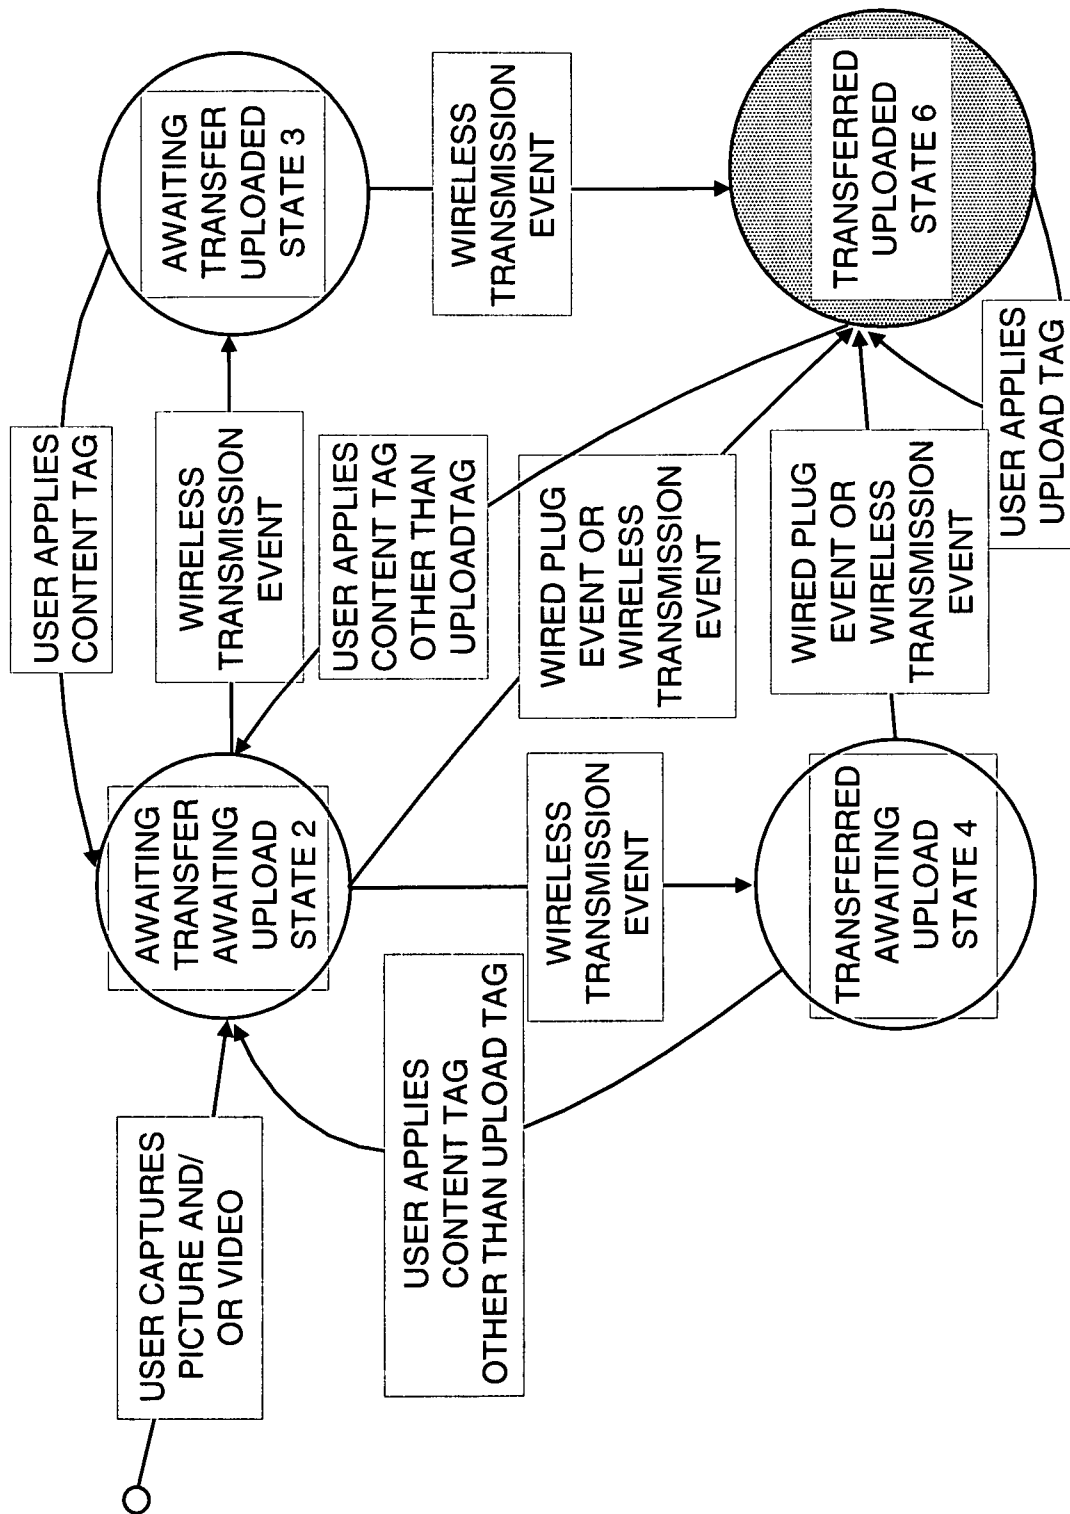 USER CAPTURES
PICTURE AND/
OR VIDEO
AWAITING
TRANSFER
AWAITING
UPLOAD
STATE 2
USER APPLIES
CONTENT TAG
WIRELESS
TRANSMISSION
EVENT
AWAITING
TRANSFER
UPLOADED
STATE 3
USER APPLIES
CONTENT TAG
OTHER THAN
UPLOADTAG
WIRED PLUG
EVENT OR
WIRELESS
TRANSMISSION
EVENT
WIRELESS
TRANSMISSION
EVENT
USER APPLIES
CONTENT TAG
OTHER THAN UPLOAD TAG
WIRELESS
TRANSMISSION
EVENT
TRANSFERRED
AWAITING
UPLOAD
STATE 4
WIRED PLUG
EVENT OR
WIRELESS
TRANSMISSION
EVENT
TRANSFERRED
UPLOADED
STATE 6
USER APPLIES
UPLOAD TAG